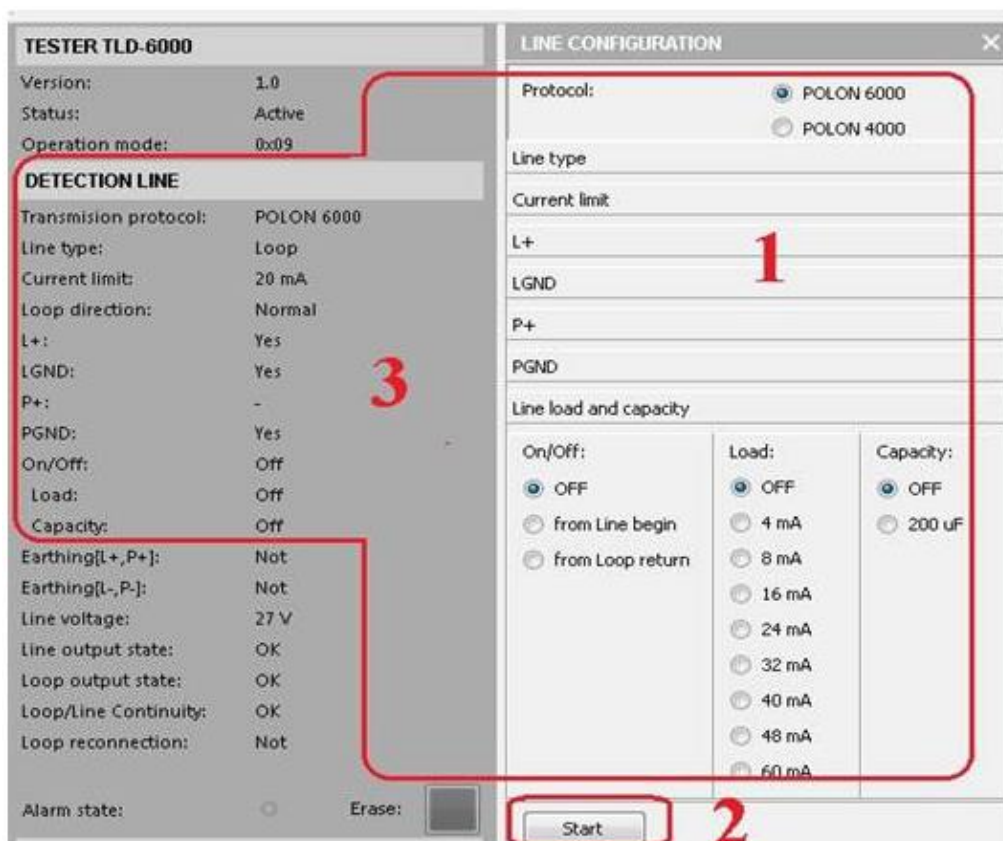 TESTER TLD-6000
Version: 1.0
Status: Active
Operation mode: 0x09
DETECTION LINE
Transmision protocol: POLON 6000
Line type: Loop
Current limit: 20 mA
Loop direction: Normal
L+: Yes
LGND: Yes
P+: -
PGND: Yes
On/Off: Off
Load: Off
Capacity: Off
Earthing[L+,P+]: Not
Earthing[L-,P-]: Not
Line voltage: 27 V
Line output state: OK
Loop output state: OK
Loop/Line Continuity: OK
Loop reconnection: Not
Alarm state: Erase:
3
LINE CONFIGURATION
Protocol: POLON 6000
POLON 4000
Line type
Current limit
L+
LGND
P+
PGND
Line load and capacity
1
On/Off:
OFF
from Line begin
from Loop return
Load:
OFF
4 mA
8 mA
16 mA
24 mA
32 mA
40 mA
48 mA
60 mA
Capacity:
OFF
200 uF
Start
2